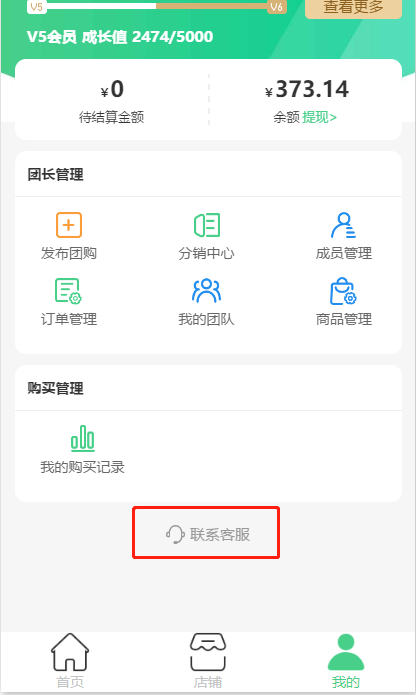 V5 V6 查看更多
V5会员 成长值 2474/5000
¥0 ¥373.14
待结算金额 余额 提现>
团长管理
发布团购 分销中心 成员管理
订单管理 我的团队 商品管理
购买管理
我的购买记录
联系客服
首页 店铺 我的